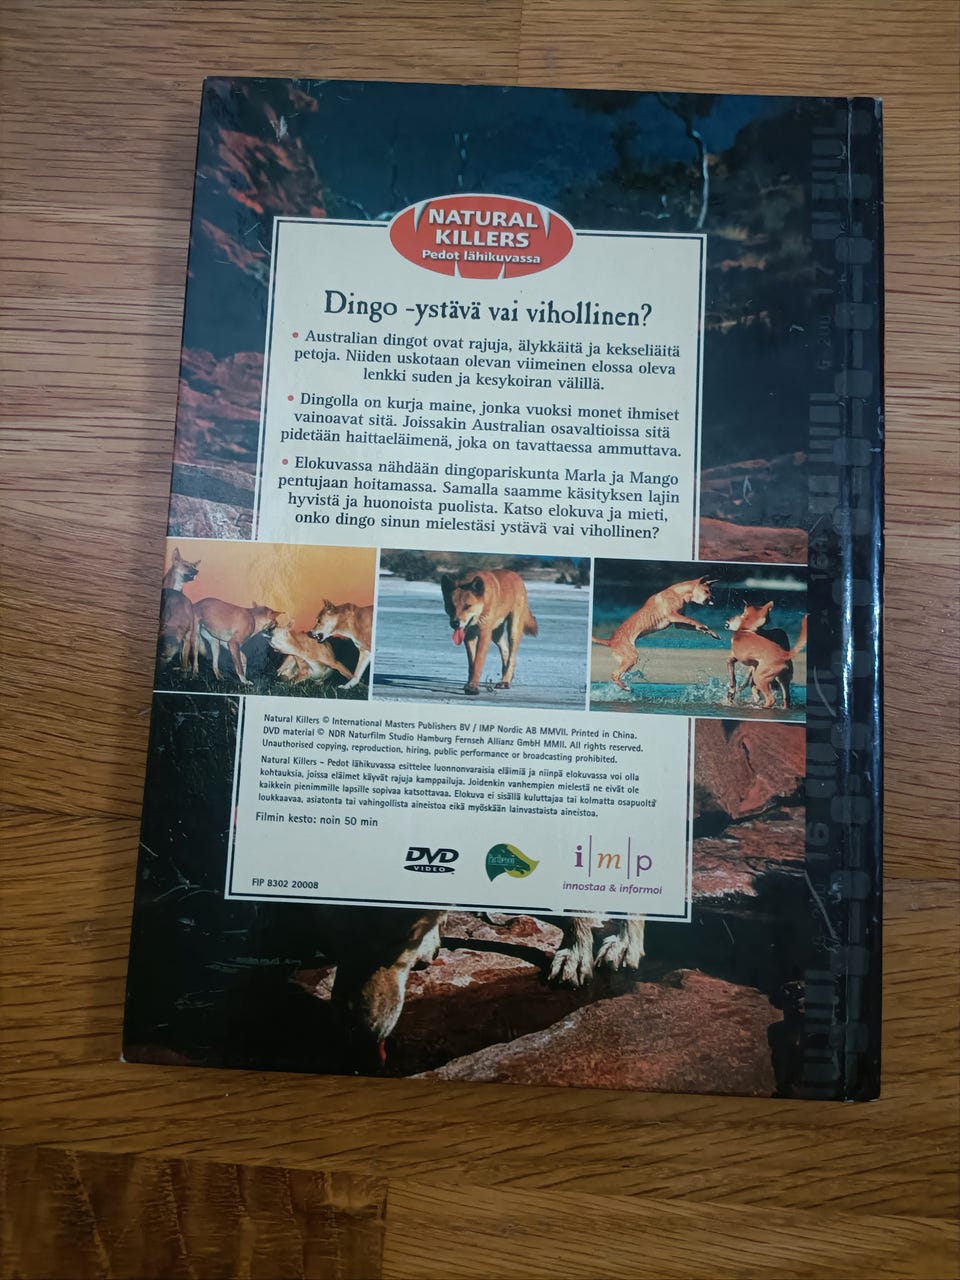 NATURAL
KILLERS
Pedot lähikuvassa
Dingo -ystävä vai vihollinen?
• Australian dingot ovat rajuja, älykkäitä ja kekseliäitä
petoja. Niiden uskotaan olevan viimeinen elossa oleva
lenkki suden ja kesykoiran välillä.
• Dingolla on kurja maine, jonka vuoksi monet ihmiset
vainoavat sitä. Joissakin Australian osavaltioissa sitä
pidetään haittaeläimenä, joka on tavattaessa ammuttava.
• Elokuvassa nähdään dingopariskunta Marla ja Mango
pentujaan hoitamassa. Samalla saamme käsityksen lajin
hyvistä ja huonoista puolista. Katso elokuva ja mieti,
onko dingo sinun mielestäsi ystävä vai vihollinen?
Natural Killers © International Masters Publishers BV / IMP Nordic AB MMVII. Printed in China.
DVD material © NDR Naturfilm Studio Hamburg Fernseh Allianz GmbH MMII. All rights reserved.
Unauthorised copying, reproduction, hiring, public performance or broadcasting prohibited.
Natural Killers – Pedot lähikuvassa esittelee luonnonvaraisia eläimiä ja niinpä elokuvassa voi olla
kohtauksia, joissa eläimet käyvät rajuja kamppailuja. Joidenkin vanhempien mielestä ne eivät ole
kaikkein pienimmille lapsille sopivaa katsottavaa. Elokuva ei sisällä kuluttajaa tai kolmatta osapuolta
loukkaavaa, asiatonta tai vahingollista aineistoa eikä myöskään lainvastaista aineistoa.
Filmin kesto: noin 50 min
DVD
VIDEO
i|m|p
innostaa & informoi
FIP 8302 20008